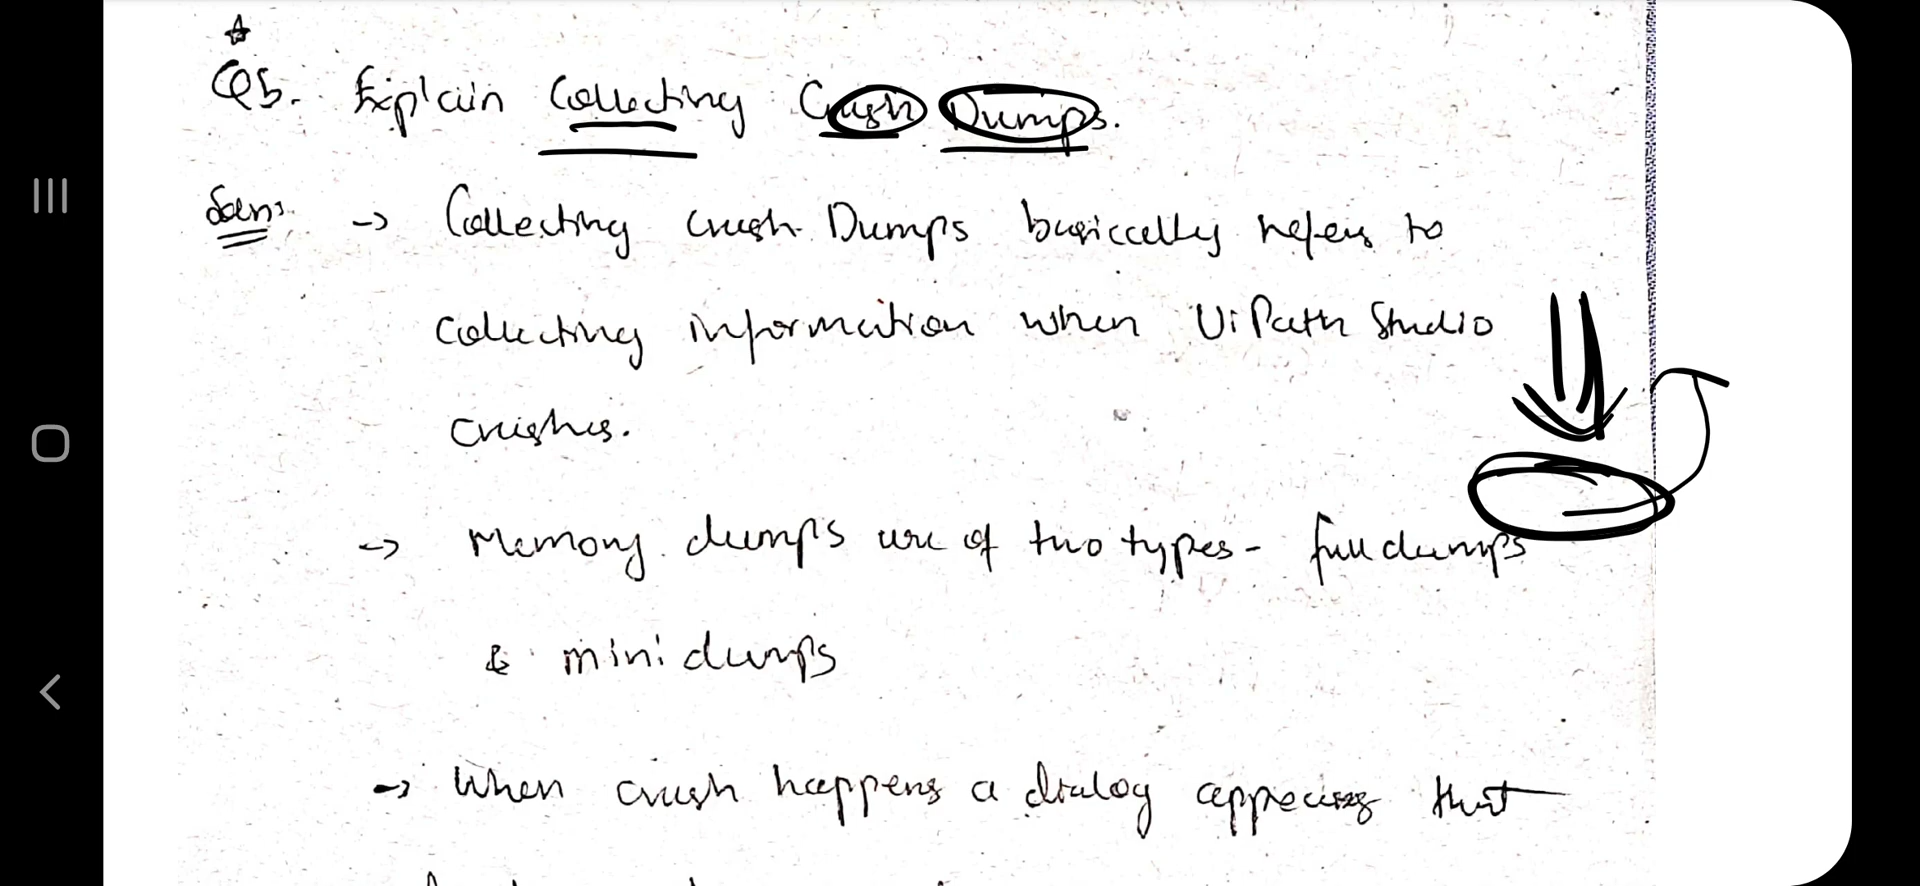 Q5. Explain Collecting Crash Dumps.
Soln: → Collecting crash Dumps basically refers to
collecting information when UiPath Studio
crashes.
→ Memory dumps are of two types - full dumps
& mini dumps
→ When crash happens a dialog appears that